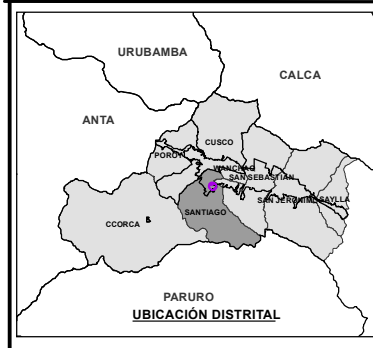 URUBAMBA
CALCA
ANTA
CUSCO
POROY
WANCHAQ
SAN SEBASTIAN
SAN JERONIMO
SAYLLA
SANTIAGO
CCORCA
PARURO
UBICACIÓN DISTRITAL